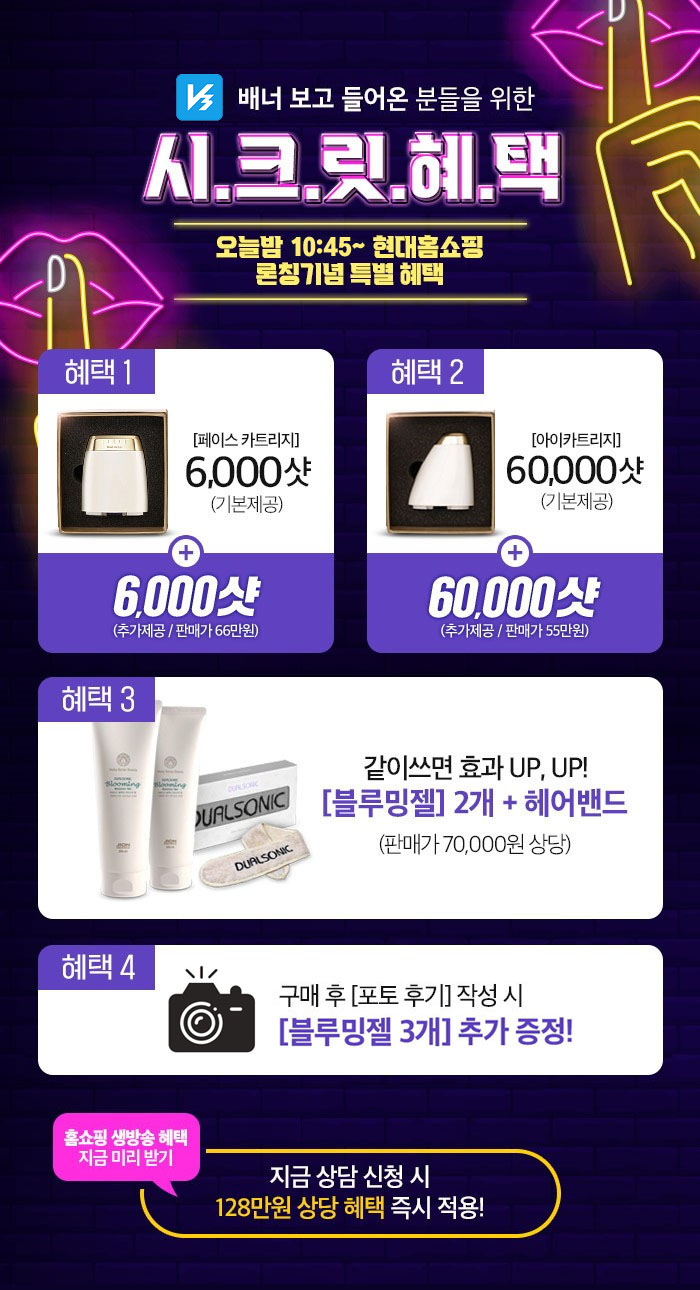 배너 보고 들어온 분들을 위한
시.크.릿.혜.택
오늘밤 10:45~ 현대홈쇼핑
론칭기념 특별 혜택
혜택 1
[페이스 카트리지]
6,000샷
(기본제공)
+
6,000샷
(추가제공 / 판매가 66만원)
혜택 2
[아이카트리지]
60,000샷
(기본제공)
+
60,000샷
(추가제공 / 판매가 55만원)
혜택 3
Blooming
Blooming
DUALSONIC
DUALSONIC
DUALSONIC
같이쓰면 효과 UP, UP!
[블루밍젤] 2개 + 헤어밴드
(판매가 70,000원 상당)
혜택 4
구매 후 [포토 후기] 작성 시
[블루밍젤 3개] 추가 증정!
홈쇼핑 생방송 혜택
지금 미리 받기
지금 상담 신청 시
128만원 상당 혜택 즉시 적용!